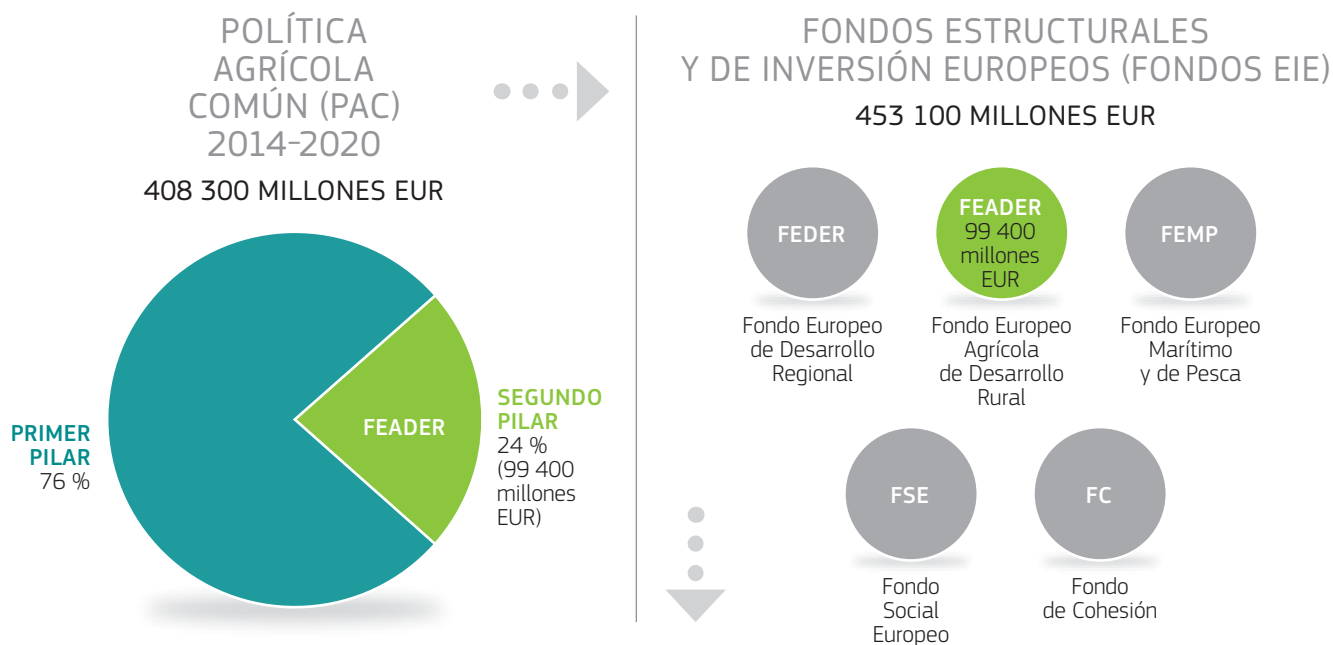 POLÍTICA
AGRÍCOLA
COMÚN (PAC)
2014-2020
408 300 MILLONES EUR
PRIMER
PILAR
76 %
FEADER
SEGUNDO
PILAR
24 %
(99 400
millones
EUR)
FONDOS ESTRUCTURALES
Y DE INVERSIÓN EUROPEOS (FONDOS EIE)
453 100 MILLONES EUR
FEDER
Fondo Europeo
de Desarrollo
Regional
FEADER
99 400
millones
EUR
Fondo Europeo
Agrícola
de Desarrollo
Rural
FEMP
Fondo Europeo
Marítimo
y de Pesca
FSE
Fondo
Social
Europeo
FC
Fondo
de Cohesión